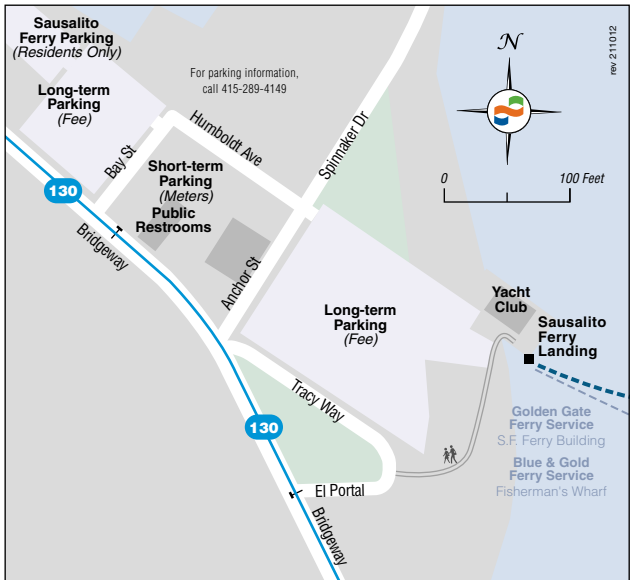 Sausalito
Ferry Parking
(Residents Only)
Long-term
Parking
(Fee)
For parking information,
call 415-289-4149
N
rev 211012
0 100 Feet
Humboldt Ave
Spinnaker Dr
Bay St
Short-term
Parking
(Meters)
Public
Restrooms
130
Bridgeway
Anchor St
Long-term
Parking
(Fee)
Yacht
Club
Sausalito
Ferry
Landing
Tracy Way
130
El Portal
Bridgeway
Golden Gate
Ferry Service
S.F. Ferry Building
Blue & Gold
Ferry Service
Fisherman's Wharf